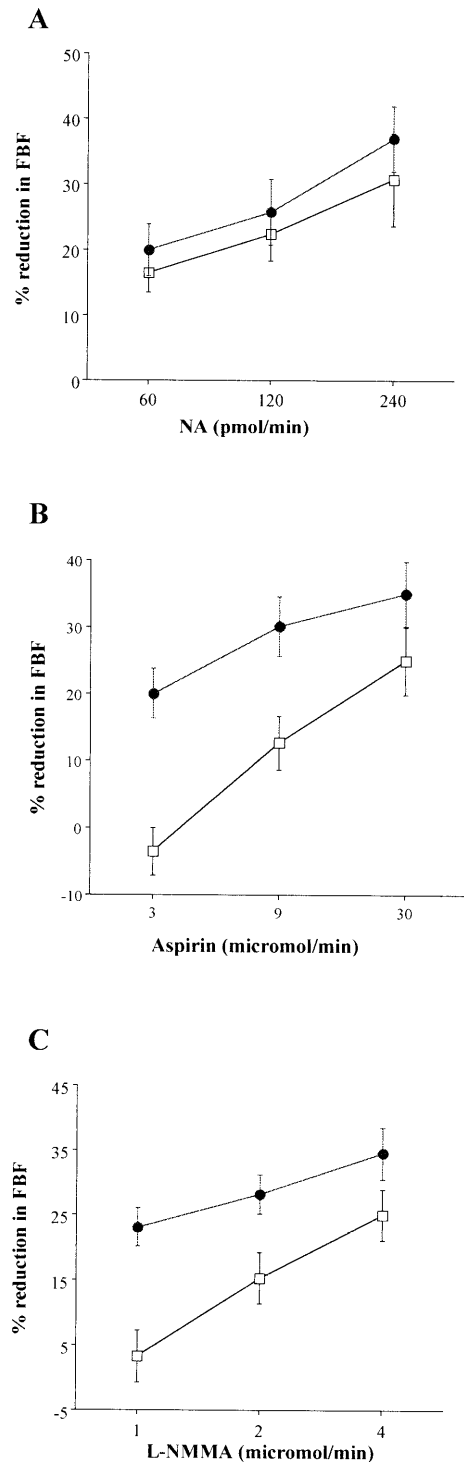 A
50
40
30
20
10
0
% reduction in FBF
60 120 240
NA (pmol/min)
B
40
30
20
10
0
-10
% reduction in FBF
3 9 30
Aspirin (micromol/min)
C
45
35
25
15
5
-5
% reduction in FBF
1 2 4
L-NMMA (micromol/min)